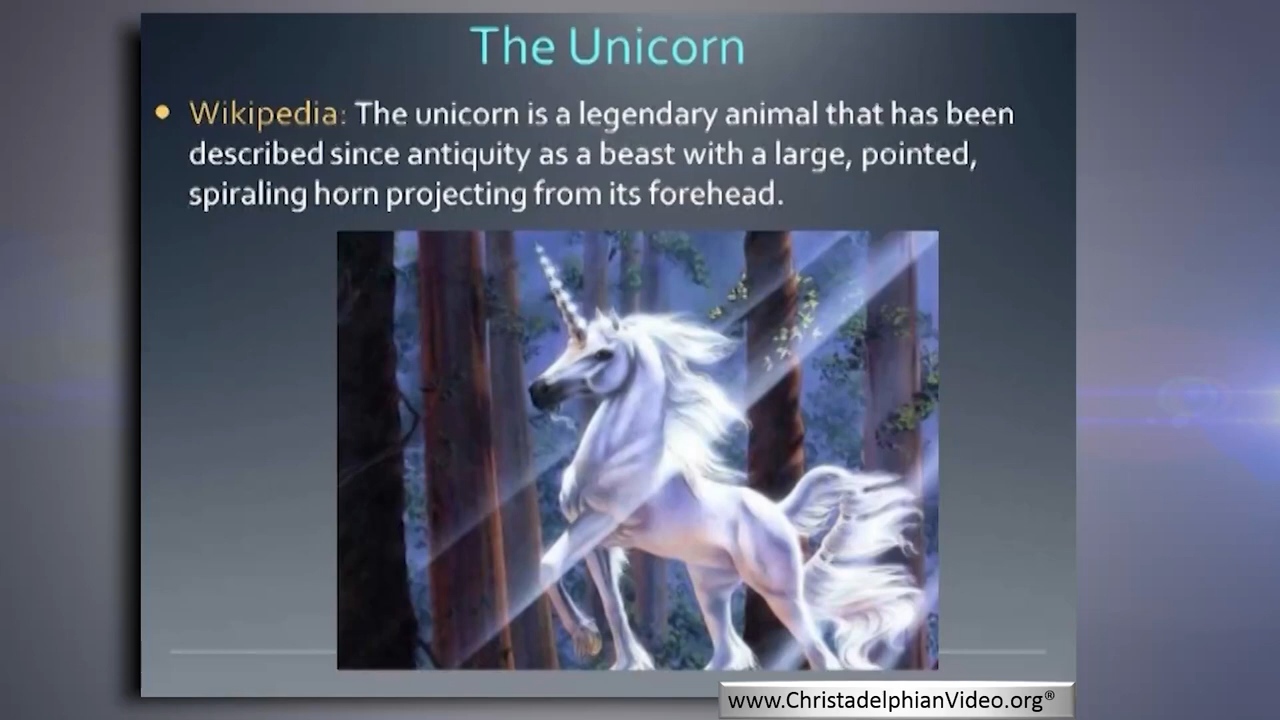 The Unicorn
• Wikipedia: The unicorn is a legendary animal that has been
described since antiquity as a beast with a large, pointed,
spiraling horn projecting from its forehead.
www.ChristadelphianVideo.org®